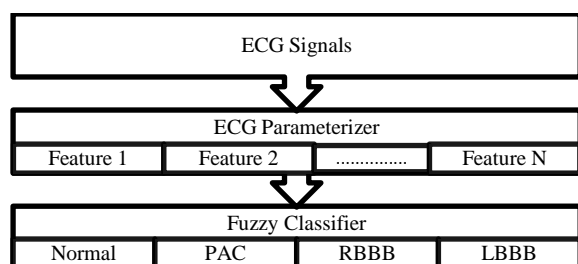 ECG Signals
ECG Parameterizer
Feature 1 Feature 2 ............... Feature N
Fuzzy Classifier
Normal PAC RBBB LBBB